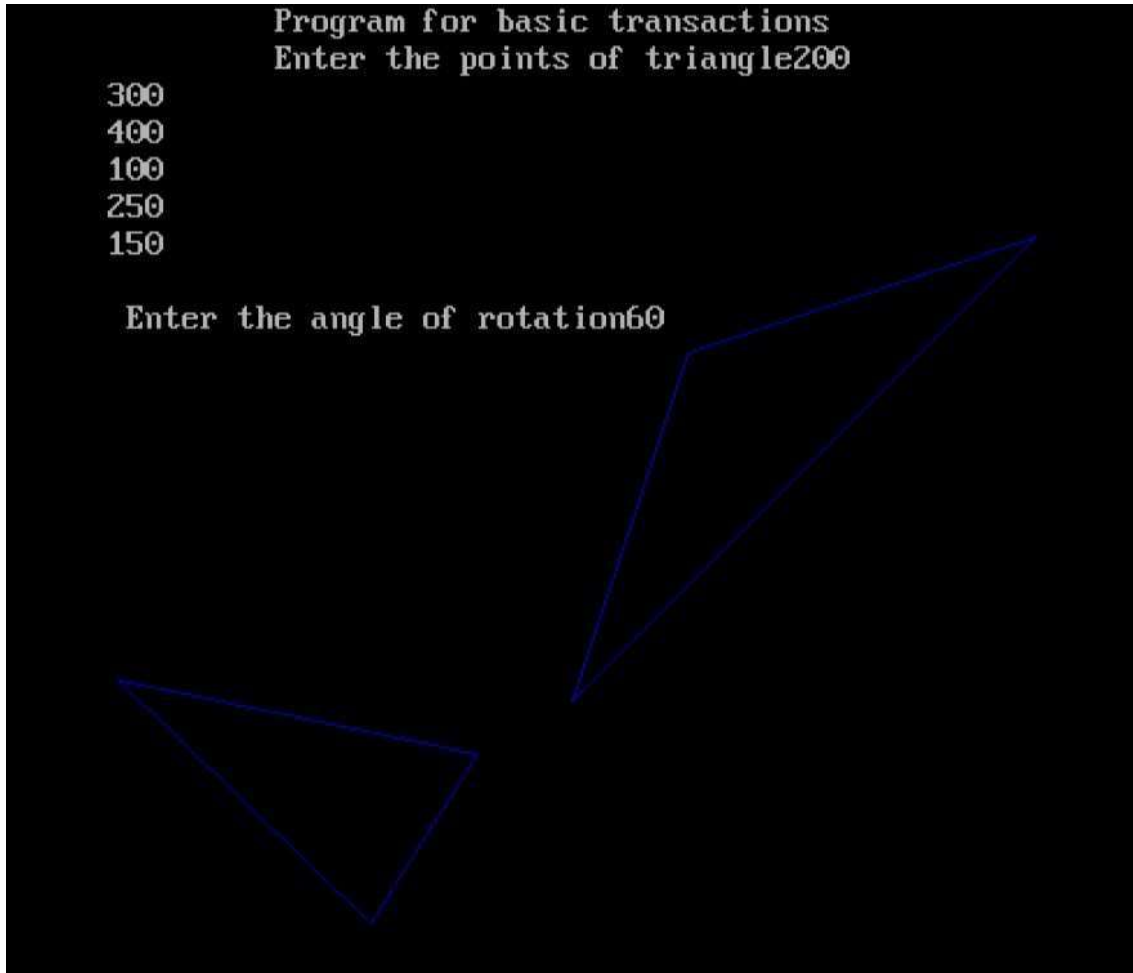 Program for basic transactions
Enter the points of triangle200
300
400
100
250
150
Enter the angle of rotation60